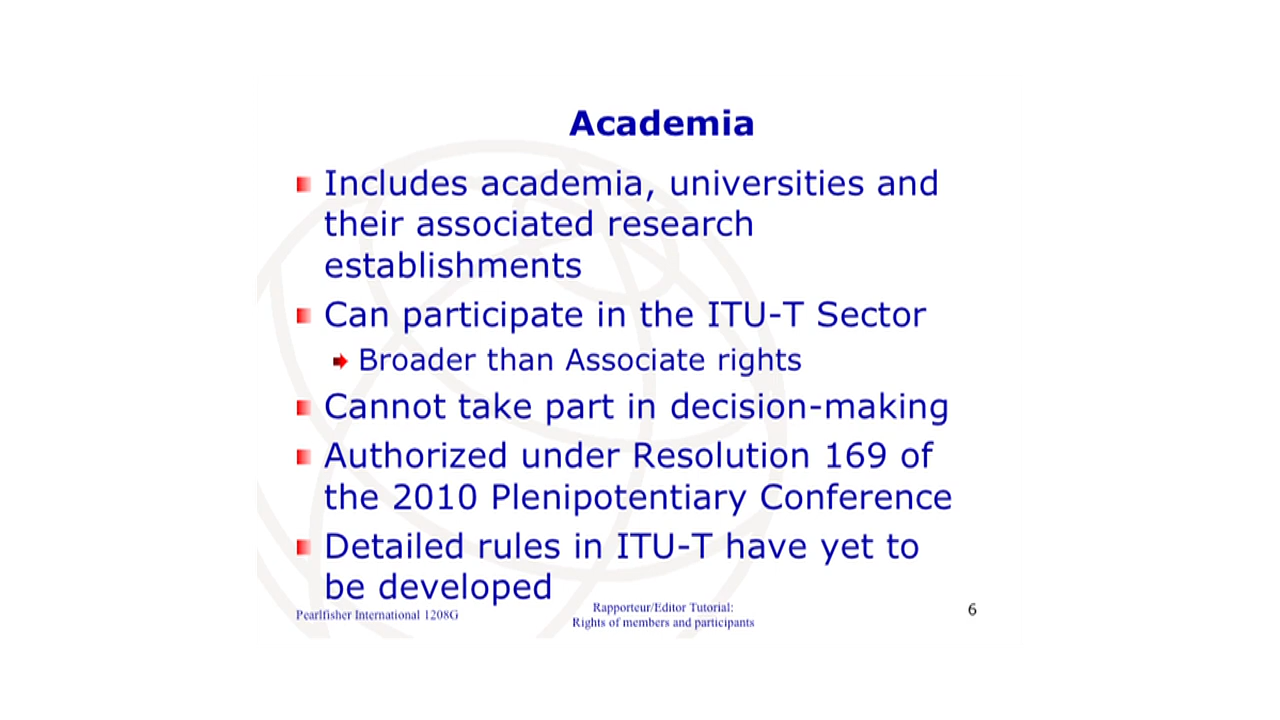 Academia
Includes academia, universities and
their associated research
establishments
Can participate in the ITU-T Sector
Broader than Associate rights
Cannot take part in decision-making
Authorized under Resolution 169 of
the 2010 Plenipotentiary Conference
Detailed rules in ITU-T have yet to
be developed
Pearlfisher International 1208G
Rapporteur/Editor Tutorial:
Rights of members and participants
6